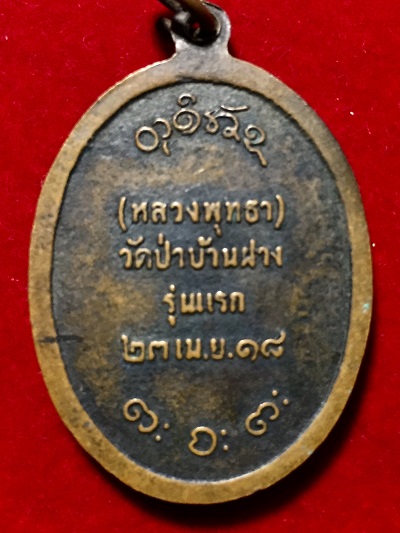 (หลวงพุทธา)
วัดป่าบ้านฝาง
รุ่นแรก
๒๓ เม.ย. ๑๘